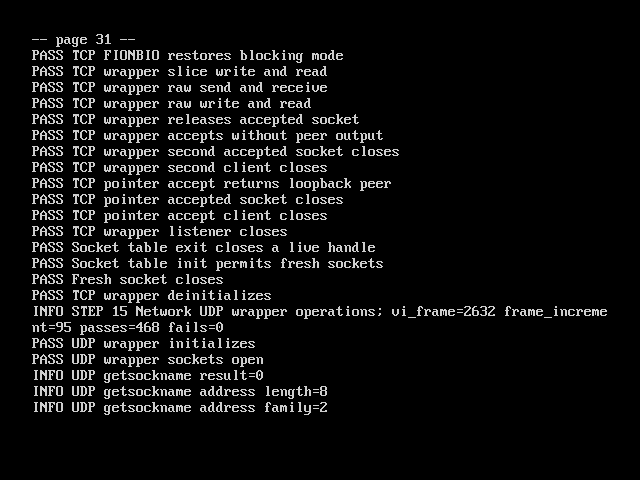 -- page 31 --
PASS TCP FIONBIO restores blocking mode
PASS TCP wrapper slice write and read
PASS TCP wrapper raw send and receive
PASS TCP wrapper raw write and read
PASS TCP wrapper releases accepted socket
PASS TCP wrapper accepts without peer output
PASS TCP wrapper second accepted socket closes
PASS TCP wrapper second client closes
PASS TCP pointer accept returns loopback peer
PASS TCP pointer accepted socket closes
PASS TCP pointer accept client closes
PASS TCP wrapper listener closes
PASS Socket table exit closes a live handle
PASS Socket table init permits fresh sockets
PASS Fresh socket closes
PASS TCP wrapper deinitializes
INFO STEP 15 Network UDP wrapper operations; vi_frame=2632 frame_increme
nt=95 passes=468 fails=0
PASS UDP wrapper initializes
PASS UDP wrapper sockets open
INFO UDP getsockname result=0
INFO UDP getsockname address length=8
INFO UDP getsockname address family=2